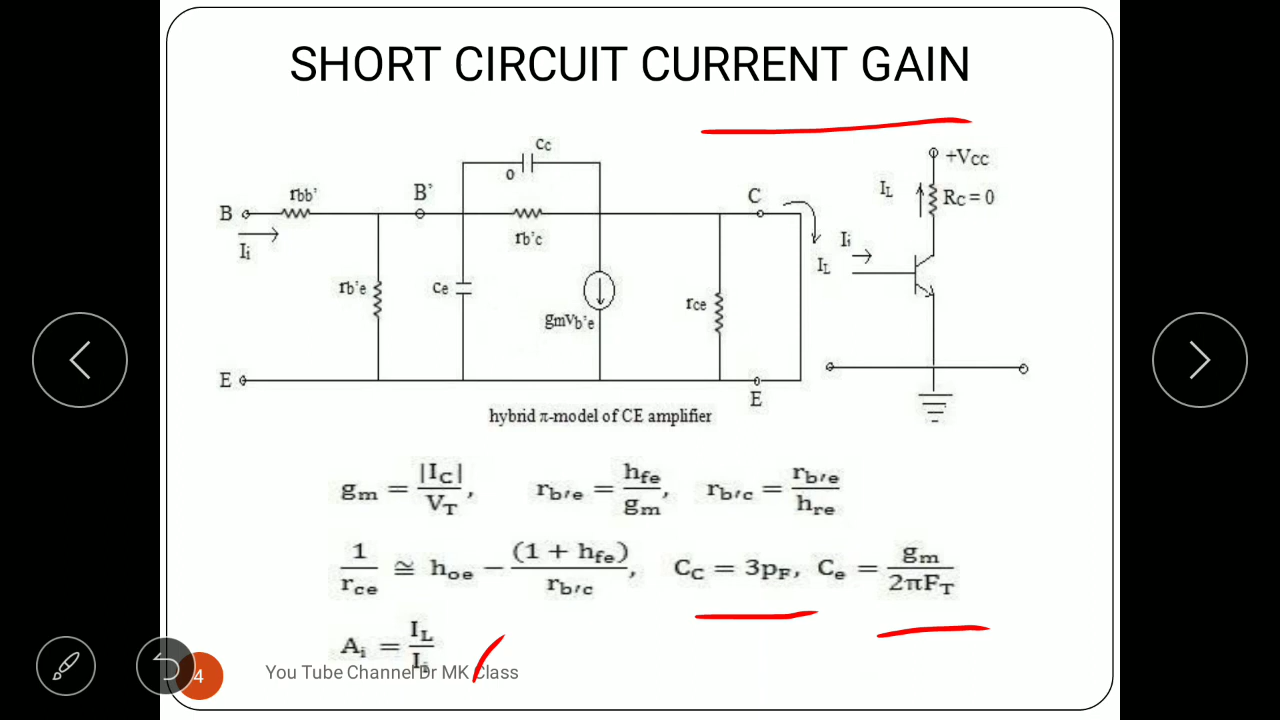 SHORT CIRCUIT CURRENT GAIN
Cc
o
+Vcc
rbb'
B'
C
IL
Rc = 0
B
Ii
rb'c
Ii
IL
rb'e
ce
rce
gmVb'e
E
E
hybrid π-model of CE amplifier
gm = |IC| / VT, rb'e = hfe / gm, rb'c = rb'e / hre
1 / rce ≅ hoe − (1 + hfe) / rb'c, CC = 3pF, Ce = gm / 2πFT
Ai = IL / Ii
4
You Tube Channel Dr MK Class